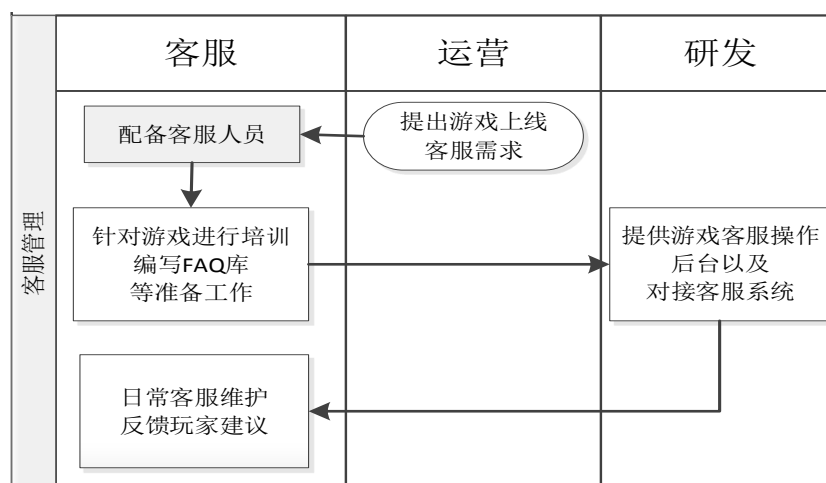 客服
运营
研发
客服管理
配备客服人员
提出游戏上线
客服需求
针对游戏进行培训
编写FAQ库
等准备工作
提供游戏客服操作
后台以及
对接客服系统
日常客服维护
反馈玩家建议